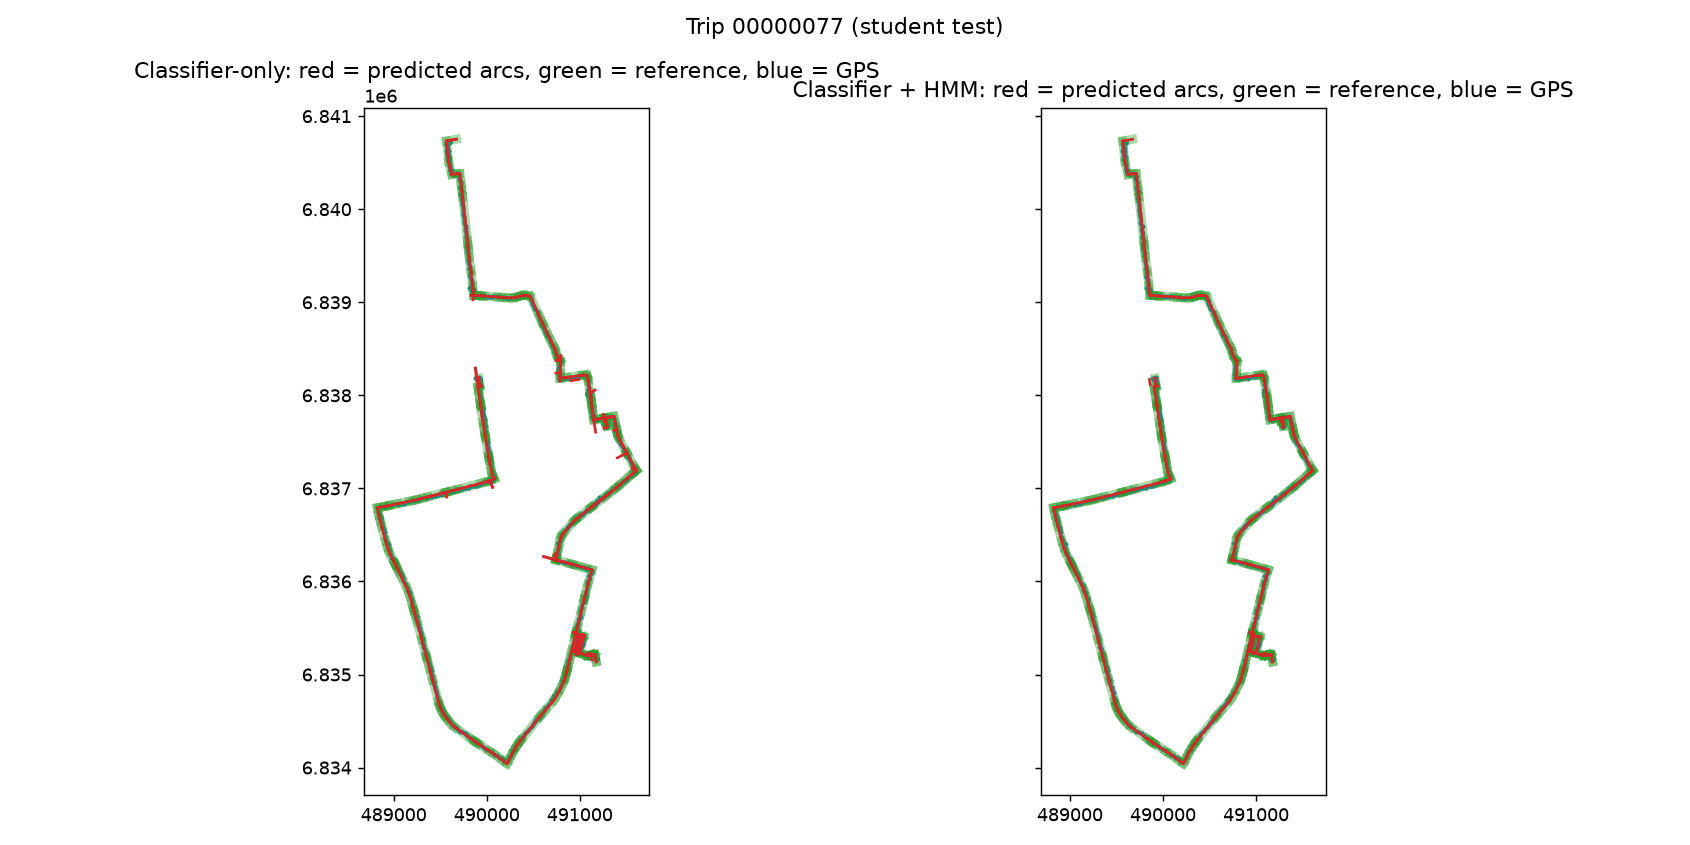 Trip 00000077 (student test)
Classifier-only: red = predicted arcs, green = reference, blue = GPS
Classifier + HMM: red = predicted arcs, green = reference, blue = GPS
1e6
6.841
6.840
6.839
6.838
6.837
6.836
6.835
6.834
489000 490000 491000
489000 490000 491000